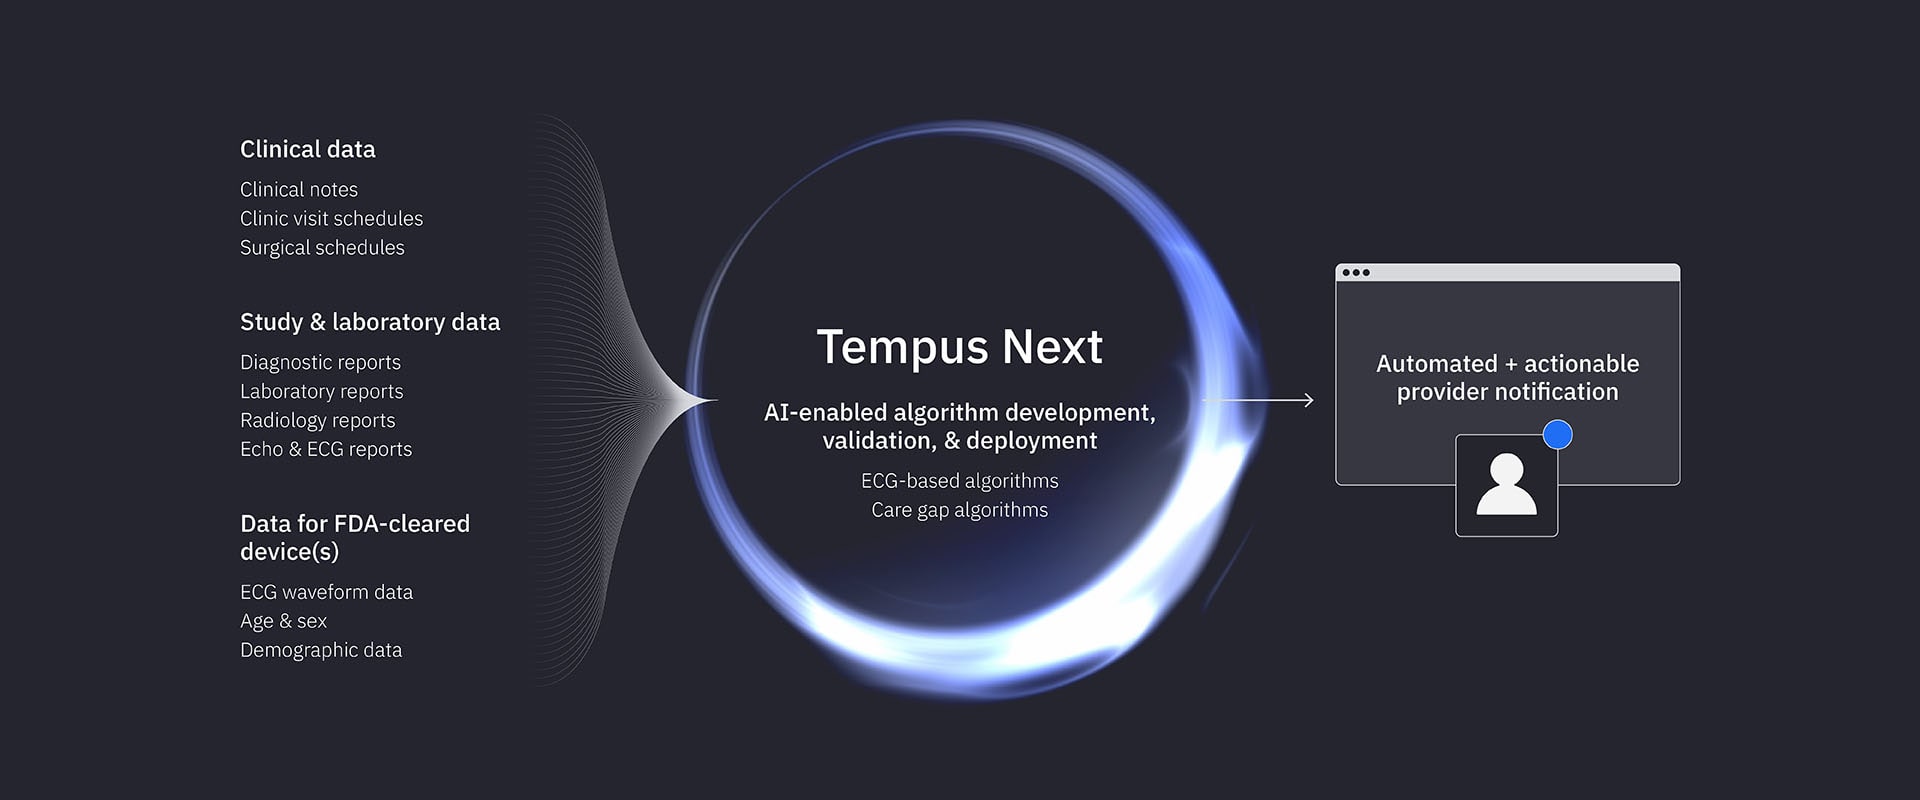 Clinical data
Clinical notes
Clinic visit schedules
Surgical schedules
Study & laboratory data
Diagnostic reports
Laboratory reports
Radiology reports
Echo & ECG reports
Data for FDA-cleared
device(s)
ECG waveform data
Age & sex
Demographic data
Tempus Next
AI-enabled algorithm development,
validation, & deployment
ECG-based algorithms
Care gap algorithms
Automated + actionable
provider notification